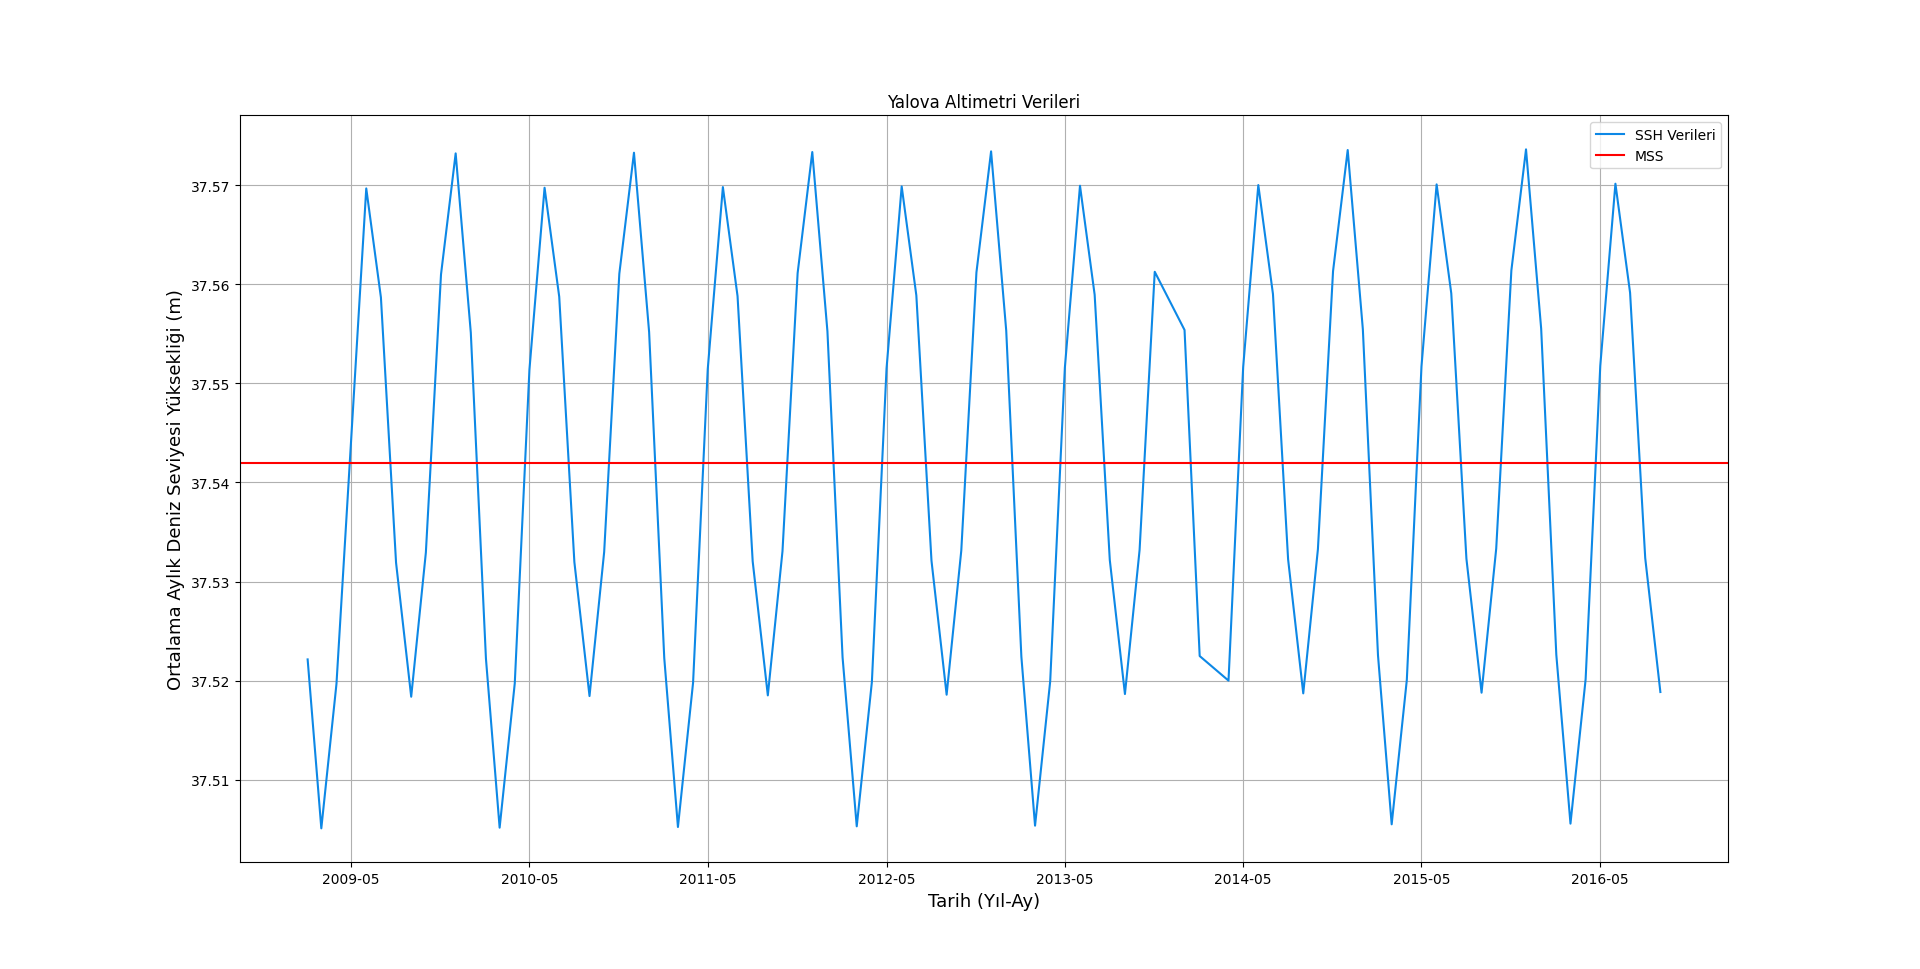 Yalova Altimetri Verileri
SSH Verileri
MSS
37.57
37.56
37.55
37.54
37.53
37.52
37.51
Ortalama Aylık Deniz Seviyesi Yüksekliği (m)
2009-05 2010-05 2011-05 2012-05 2013-05 2014-05 2015-05 2016-05
Tarih (Yıl-Ay)